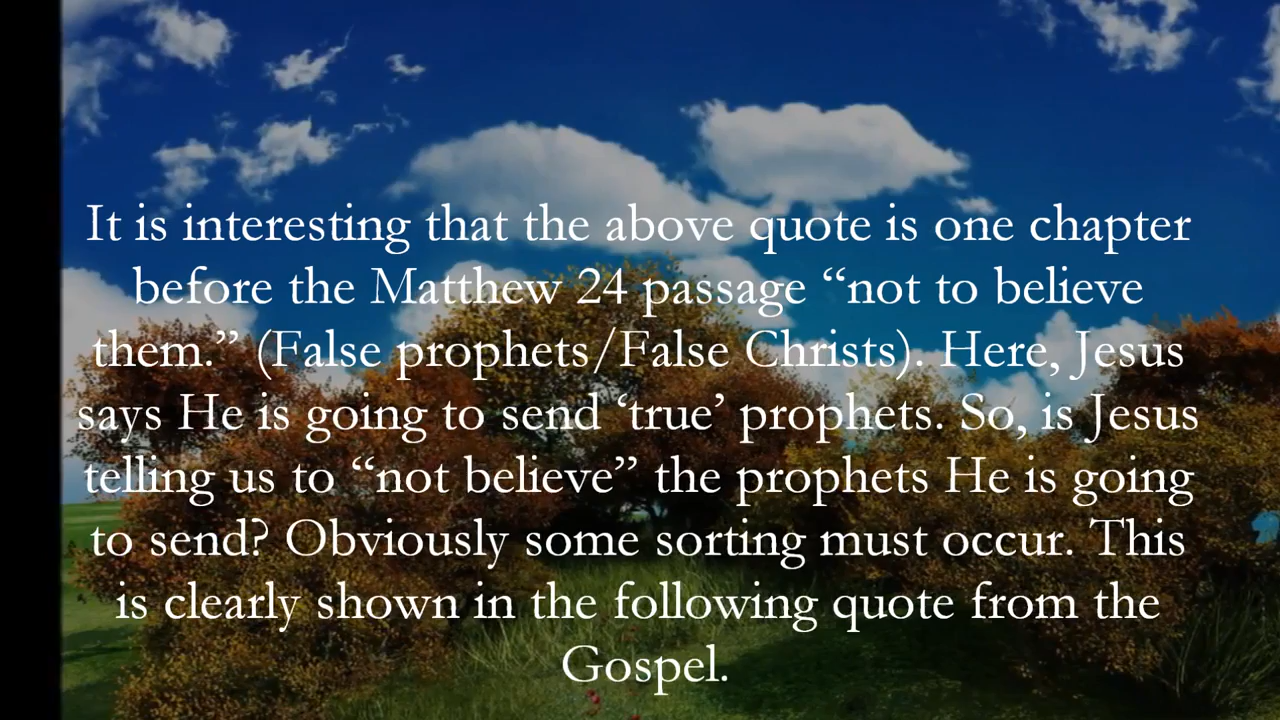 It is interesting that the above quote is one chapter
before the Matthew 24 passage “not to believe
them.” (False prophets/False Christs). Here, Jesus
says He is going to send ‘true’ prophets. So, is Jesus
telling us to “not believe” the prophets He is going
to send? Obviously some sorting must occur. This
is clearly shown in the following quote from the
Gospel.